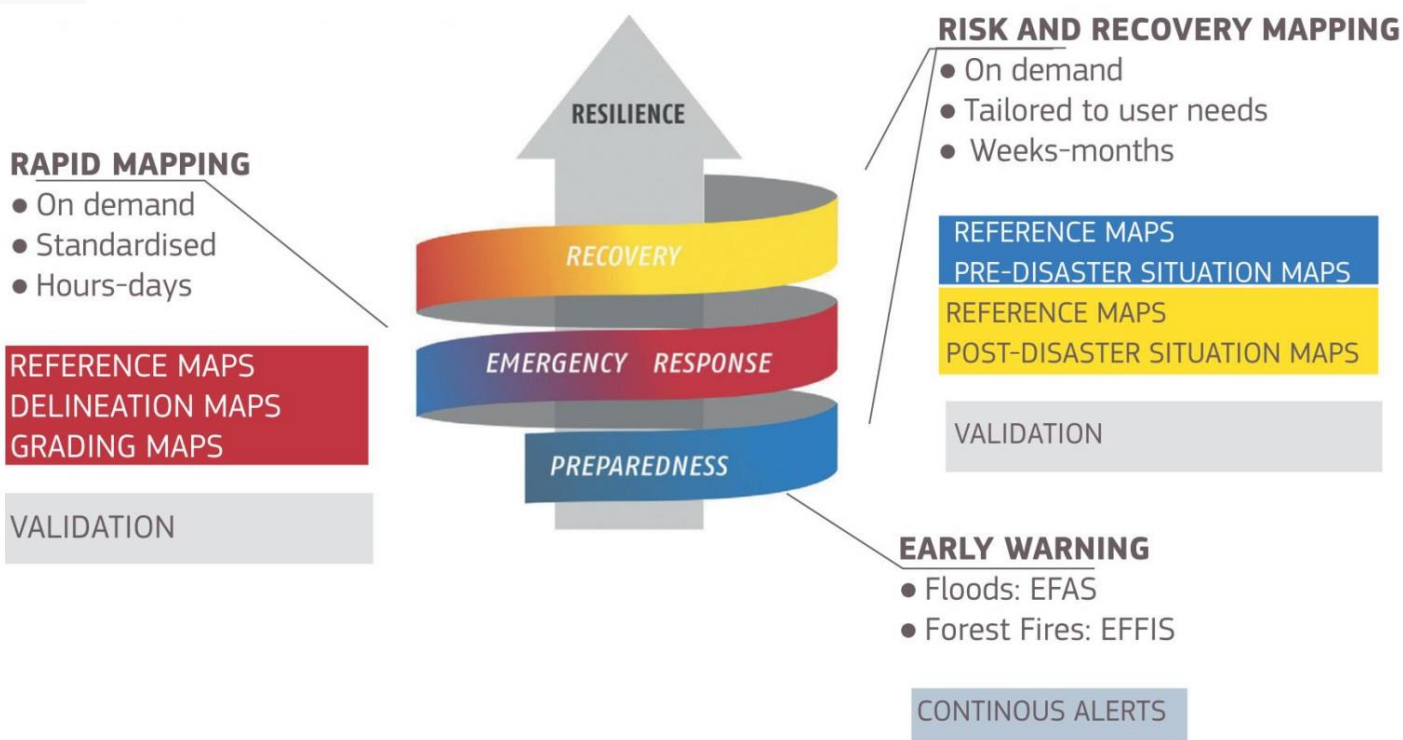 RISK AND RECOVERY MAPPING
● On demand
● Tailored to user needs
● Weeks-months
RESILIENCE
RAPID MAPPING
● On demand
● Standardised
● Hours-days
REFERENCE MAPS
PRE-DISASTER SITUATION MAPS
REFERENCE MAPS
POST-DISASTER SITUATION MAPS
RECOVERY
EMERGENCY RESPONSE
PREPAREDNESS
REFERENCE MAPS
DELINEATION MAPS
GRADING MAPS
VALIDATION
VALIDATION
EARLY WARNING
● Floods: EFAS
● Forest Fires: EFFIS
CONTINOUS ALERTS